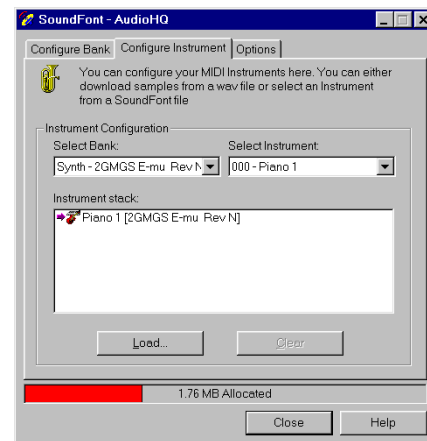 SoundFont - AudioHQ
Configure Bank Configure Instrument Options
You can configure your MIDI Instruments here. You can either
download samples from a wav file or select an Instrument
from a SoundFont file
Instrument Configuration
Select Bank: Select Instrument:
Synth - 2GMGS E-mu Rev N 000 - Piano 1
Instrument stack:
Piano 1 [2GMGS E-mu Rev N]
Load... Clear
1.76 MB Allocated
Close Help